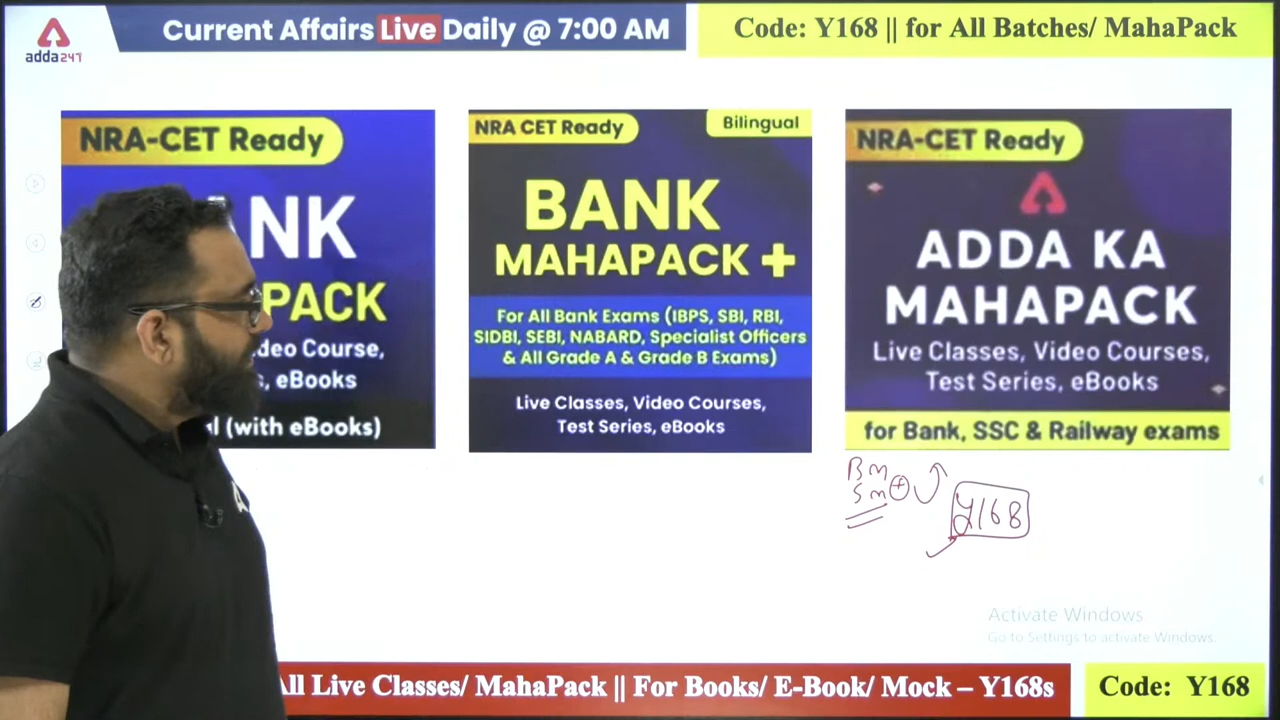 adda247
Current Affairs Live Daily @ 7:00 AM
Code: Y168 || for All Batches/ MahaPack
NRA-CET Ready
ANK
PACK
deo Course,
s, eBooks
al (with eBooks)
NRA CET Ready
Bilingual
BANK
MAHAPACK +
For All Bank Exams (IBPS, SBI, RBI,
SIDBI, SEBI, NABARD, Specialist Officers
& All Grade A & Grade B Exams)
Live Classes, Video Courses,
Test Series, eBooks
NRA-CET Ready
ADDA KA
MAHAPACK
Live Classes, Video Courses,
Test Series, eBooks
for Bank, SSC & Railway exams
BM
SM +
Y168
Activate Windows
Go to Settings to activate Windows.
All Live Classes/ MahaPack || For Books/ E-Book/ Mock – Y168s
Code: Y168